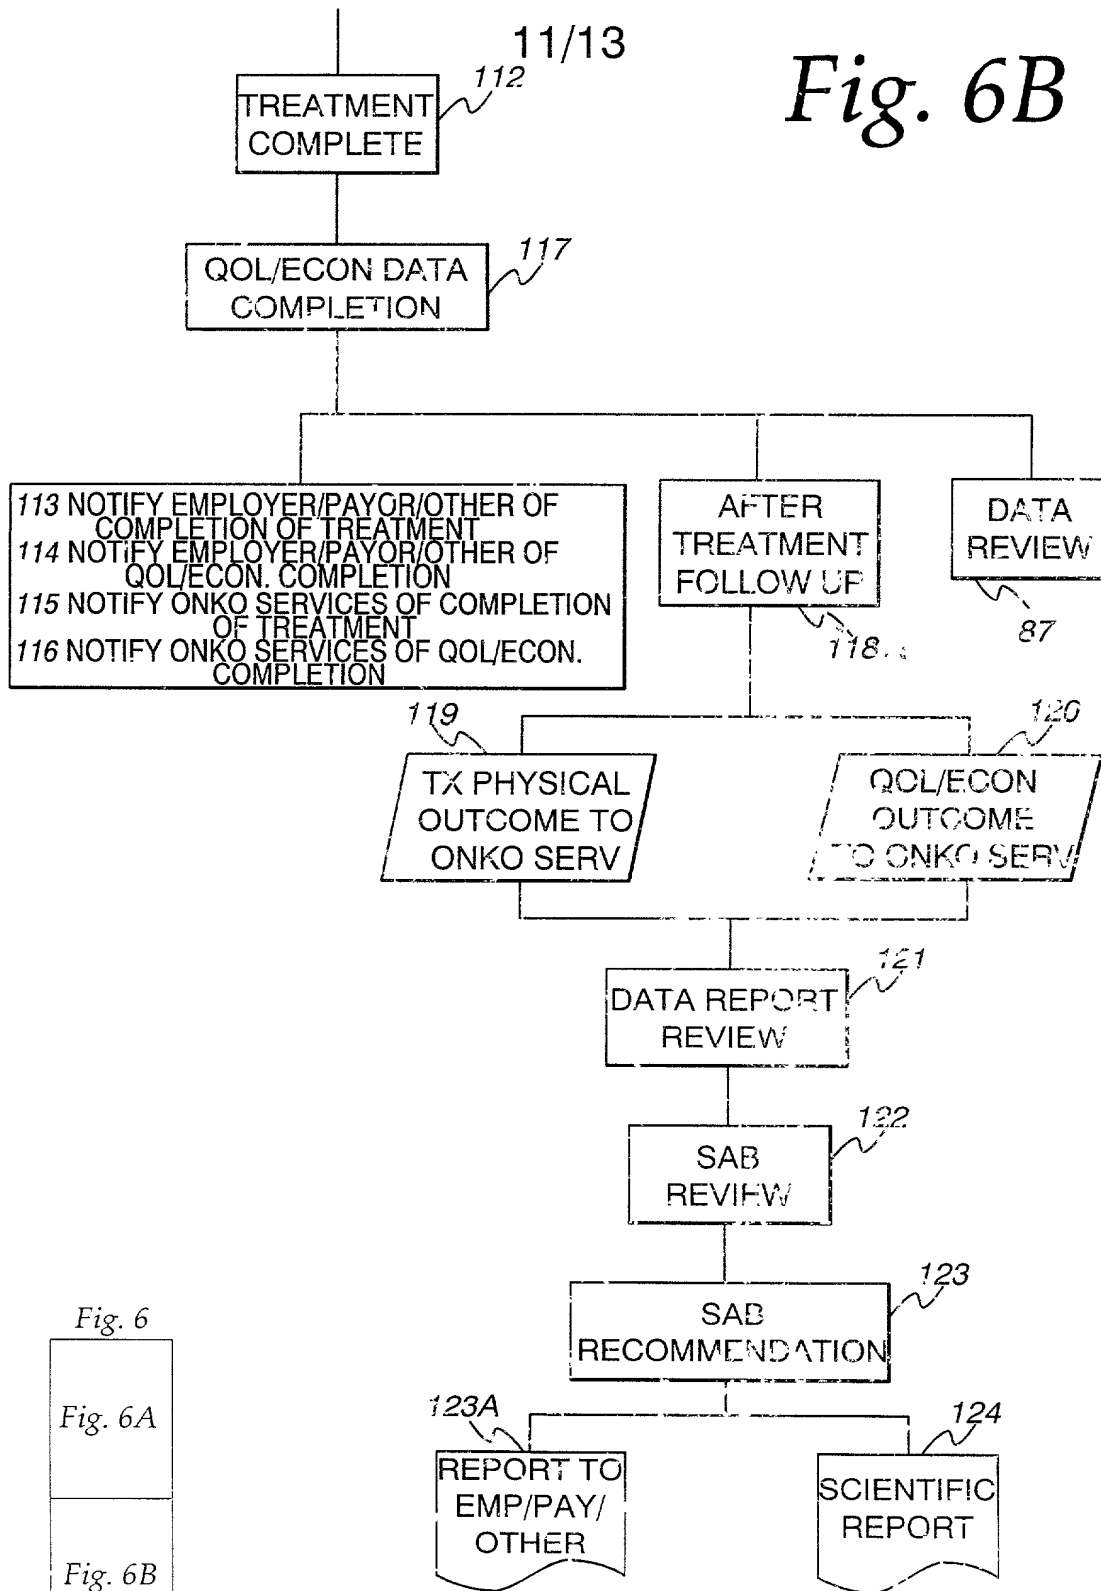 11/13
Fig. 6B
112
TREATMENT
COMPLETE
117
QOL/ECON DATA
COMPLETION
113 NOTIFY EMPLOYER/PAYOR/OTHER OF
COMPLETION OF TREATMENT
114 NOTIFY EMPLOYER/PAYOR/OTHER OF
QOL/ECON. COMPLETION
115 NOTIFY ONKO SERVICES OF COMPLETION
OF TREATMENT
116 NOTIFY ONKO SERVICES OF QOL/ECON.
COMPLETION
AFTER
TREATMENT
FOLLOW UP
118
DATA
REVIEW
87
119
TX PHYSICAL
OUTCOME TO
ONKO SERV
120
QOL/ECON
OUTCOME
TO ONKO SERV
121
DATA REPORT
REVIEW
122
SAB
REVIEW
123
SAB
RECOMMENDATION
123A
REPORT TO
EMP/PAY/
OTHER
124
SCIENTIFIC
REPORT
Fig. 6
Fig. 6A
Fig. 6B